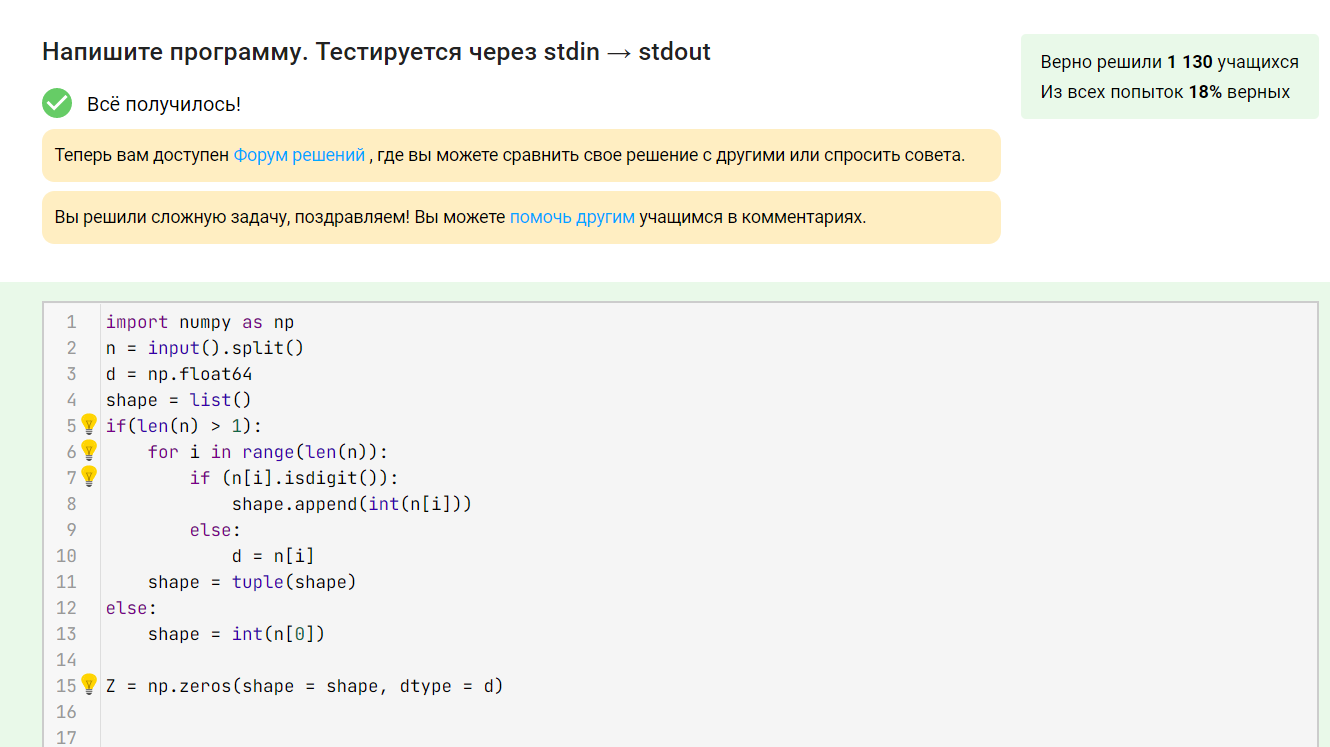 Напишите программу. Тестируется через stdin → stdout
Верно решили 1 130 учащихся
Из всех попыток 18% верных
Всё получилось!
Теперь вам доступен Форум решений , где вы можете сравнить свое решение с другими или спросить совета.
Вы решили сложную задачу, поздравляем! Вы можете помочь другим учащимся в комментариях.
1 import numpy as np
2 n = input().split()
3 d = np.float64
4 shape = list()
5 if(len(n) > 1):
6     for i in range(len(n)):
7         if (n[i].isdigit()):
8             shape.append(int(n[i]))
9         else:
10             d = n[i]
11     shape = tuple(shape)
12 else:
13     shape = int(n[0])
14
15 Z = np.zeros(shape = shape, dtype = d)
16
17